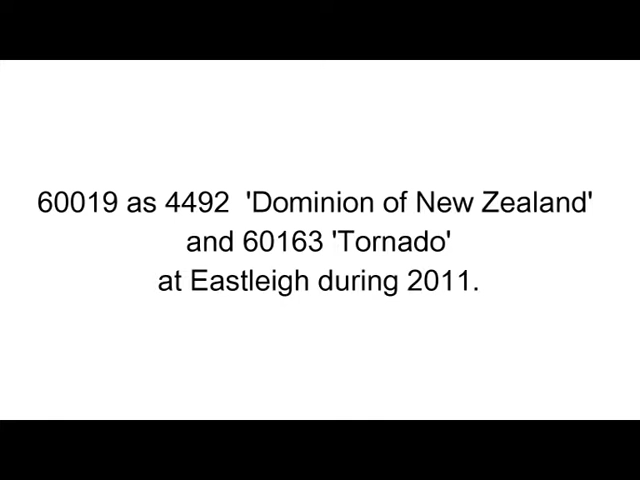 60019 as 4492  'Dominion of New Zealand'
and 60163 'Tornado'
at Eastleigh during 2011.